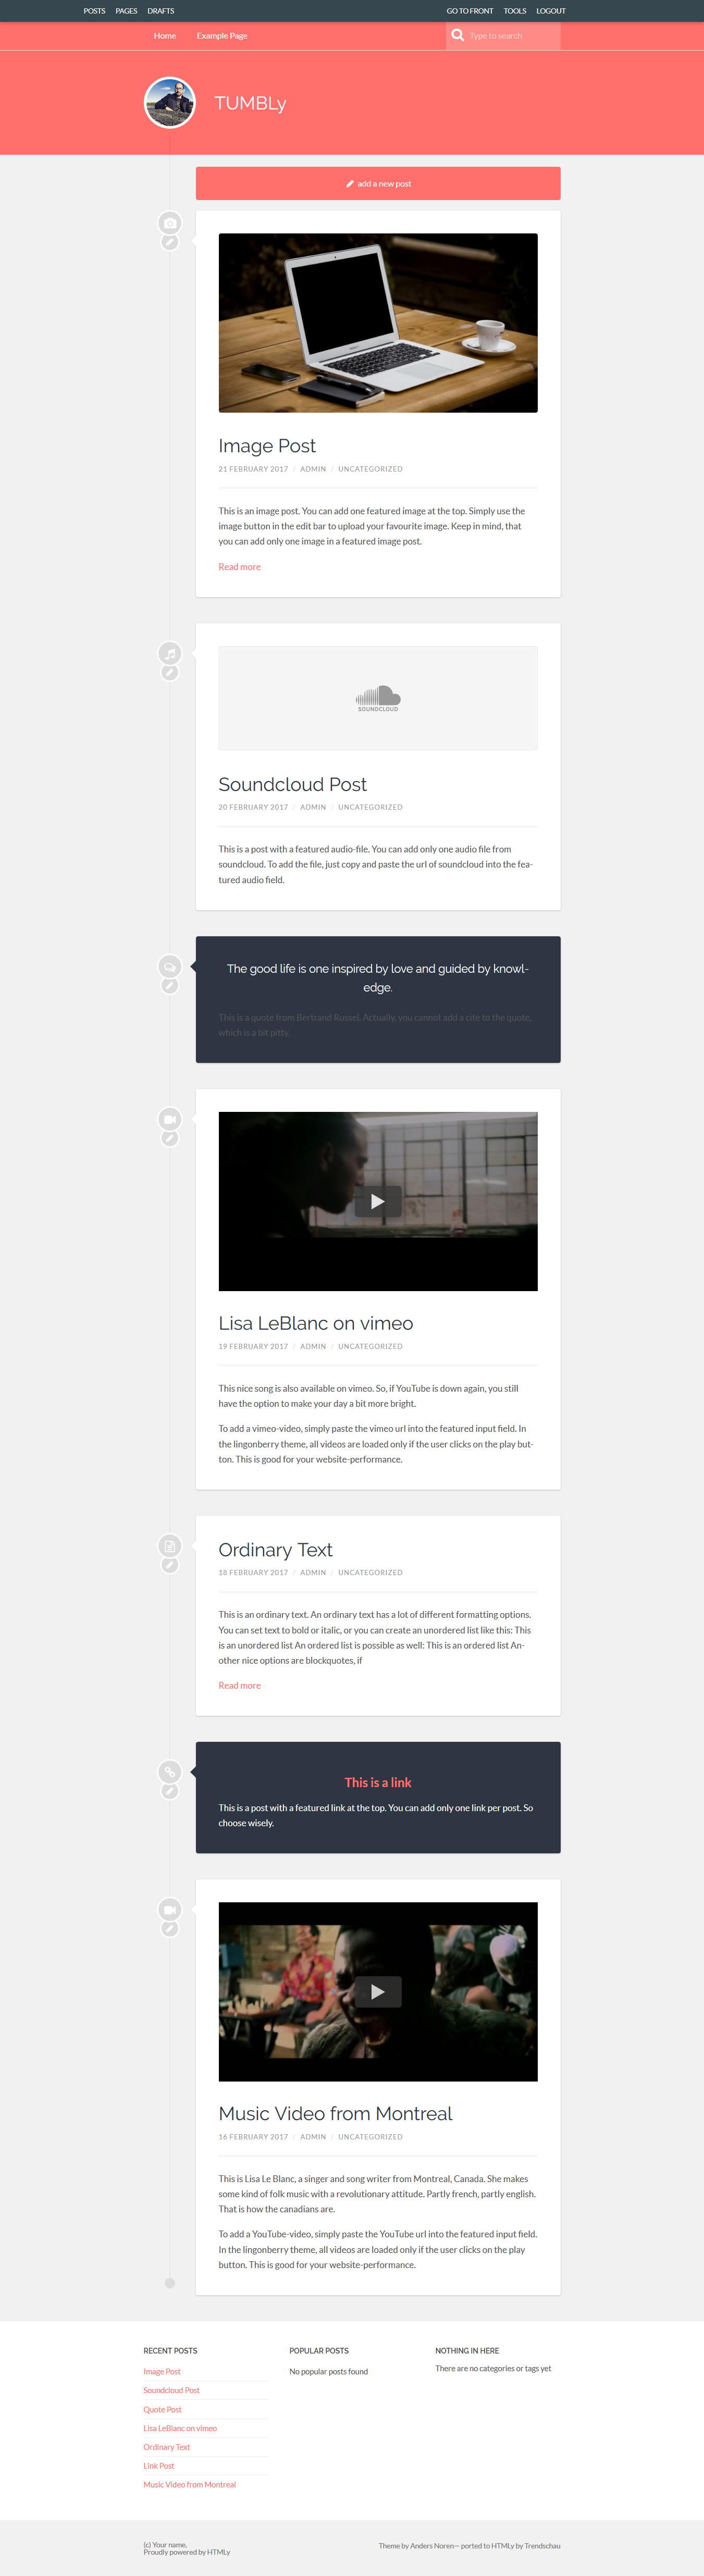 POSTS PAGES DRAFTS GO TO FRONT TOOLS LOGOUT
Home Example Page Type to search
TUMBLy
add a new post
Image Post
21 FEBRUARY 2017 / ADMIN / UNCATEGORIZED
This is an image post. You can add one featured image at the top. Simply use the
image button in the edit bar to upload your favourite image. Keep in mind, that
you can add only one image in a featured image post.
Read more
SOUNDCLOUD
Soundcloud Post
20 FEBRUARY 2017 / ADMIN / UNCATEGORIZED
This is a post with a featured audio-file. You can add only one audio file from
soundcloud. To add the file, just copy and paste the url of soundcloud into the fea-
tured audio field.
The good life is one inspired by love and guided by knowl-
edge.
This is a quote from Bertrand Russel. Actually, you cannot add a cite to the quote,
which is a bit pitty.
Lisa LeBlanc on vimeo
19 FEBRUARY 2017 / ADMIN / UNCATEGORIZED
This nice song is also available on vimeo. So, if YouTube is down again, you still
have the option to make your day a bit more bright.
To add a vimeo-video, simply paste the vimeo url into the featured input field. In
the lingonberry theme, all videos are loaded only if the user clicks on the play but-
ton. This is good for your website-performance.
Ordinary Text
18 FEBRUARY 2017 / ADMIN / UNCATEGORIZED
This is an ordinary text. An ordinary text has a lot of different formatting options.
You can set text to bold or italic, or you can create an unordered list like this: This
is an unordered list An ordered list is possible as well: This is an ordered list An-
other nice options are blockquotes, if
Read more
This is a link
This is a post with a featured link at the top. You can add only one link per post. So
choose wisely.
Music Video from Montreal
16 FEBRUARY 2017 / ADMIN / UNCATEGORIZED
This is Lisa Le Blanc, a singer and song writer from Montreal, Canada. She makes
some kind of folk music with a revolutionary attitude. Partly french, partly english.
That is how the canadians are.
To add a YouTube-video, simply paste the YouTube url into the featured input field.
In the lingonberry theme, all videos are loaded only if the user clicks on the play
button. This is good for your website-performance.
RECENT POSTS
Image Post
Soundcloud Post
Quote Post
Lisa LeBlanc on vimeo
Ordinary Text
Link Post
Music Video from Montreal
POPULAR POSTS
No popular posts found
NOTHING IN HERE
There are no categories or tags yet
(c) Your name.
Proudly powered by HTMLy
Theme by Anders Noren— ported to HTMLy by Trendschau